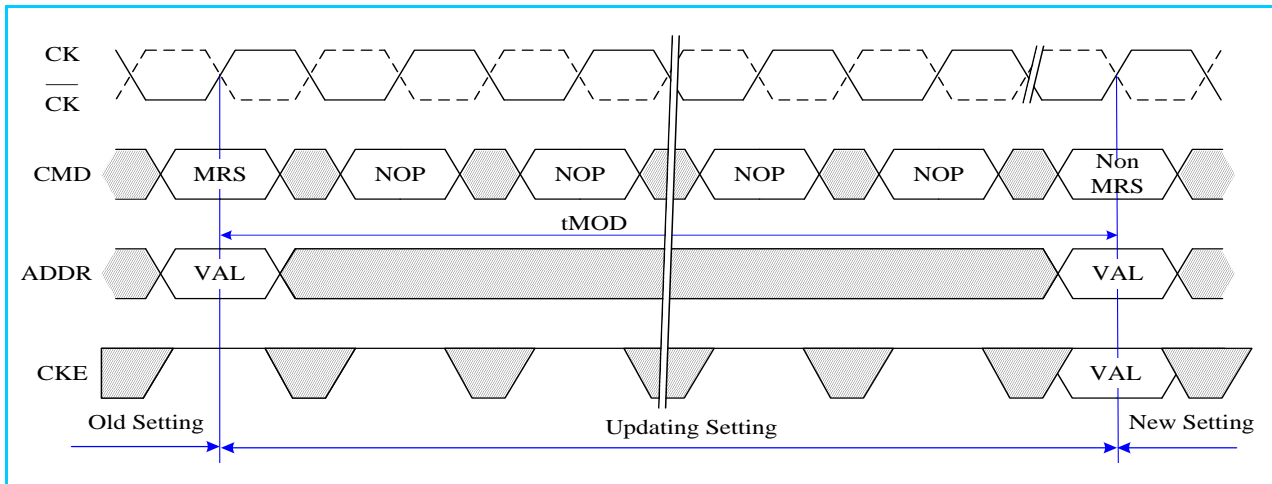 CK
CK
CMD
MRS
NOP
NOP
NOP
NOP
Non
MRS
tMOD
ADDR
VAL
VAL
CKE
VAL
Old Setting
Updating Setting
New Setting